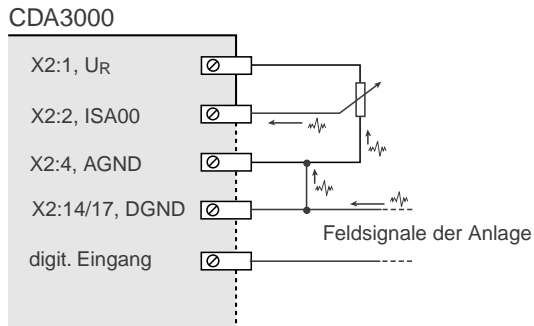 CDA3000
X2:1, UR
X2:2, ISA00
X2:4, AGND
X2:14/17, DGND
Feldsignale der Anlage
digit. Eingang